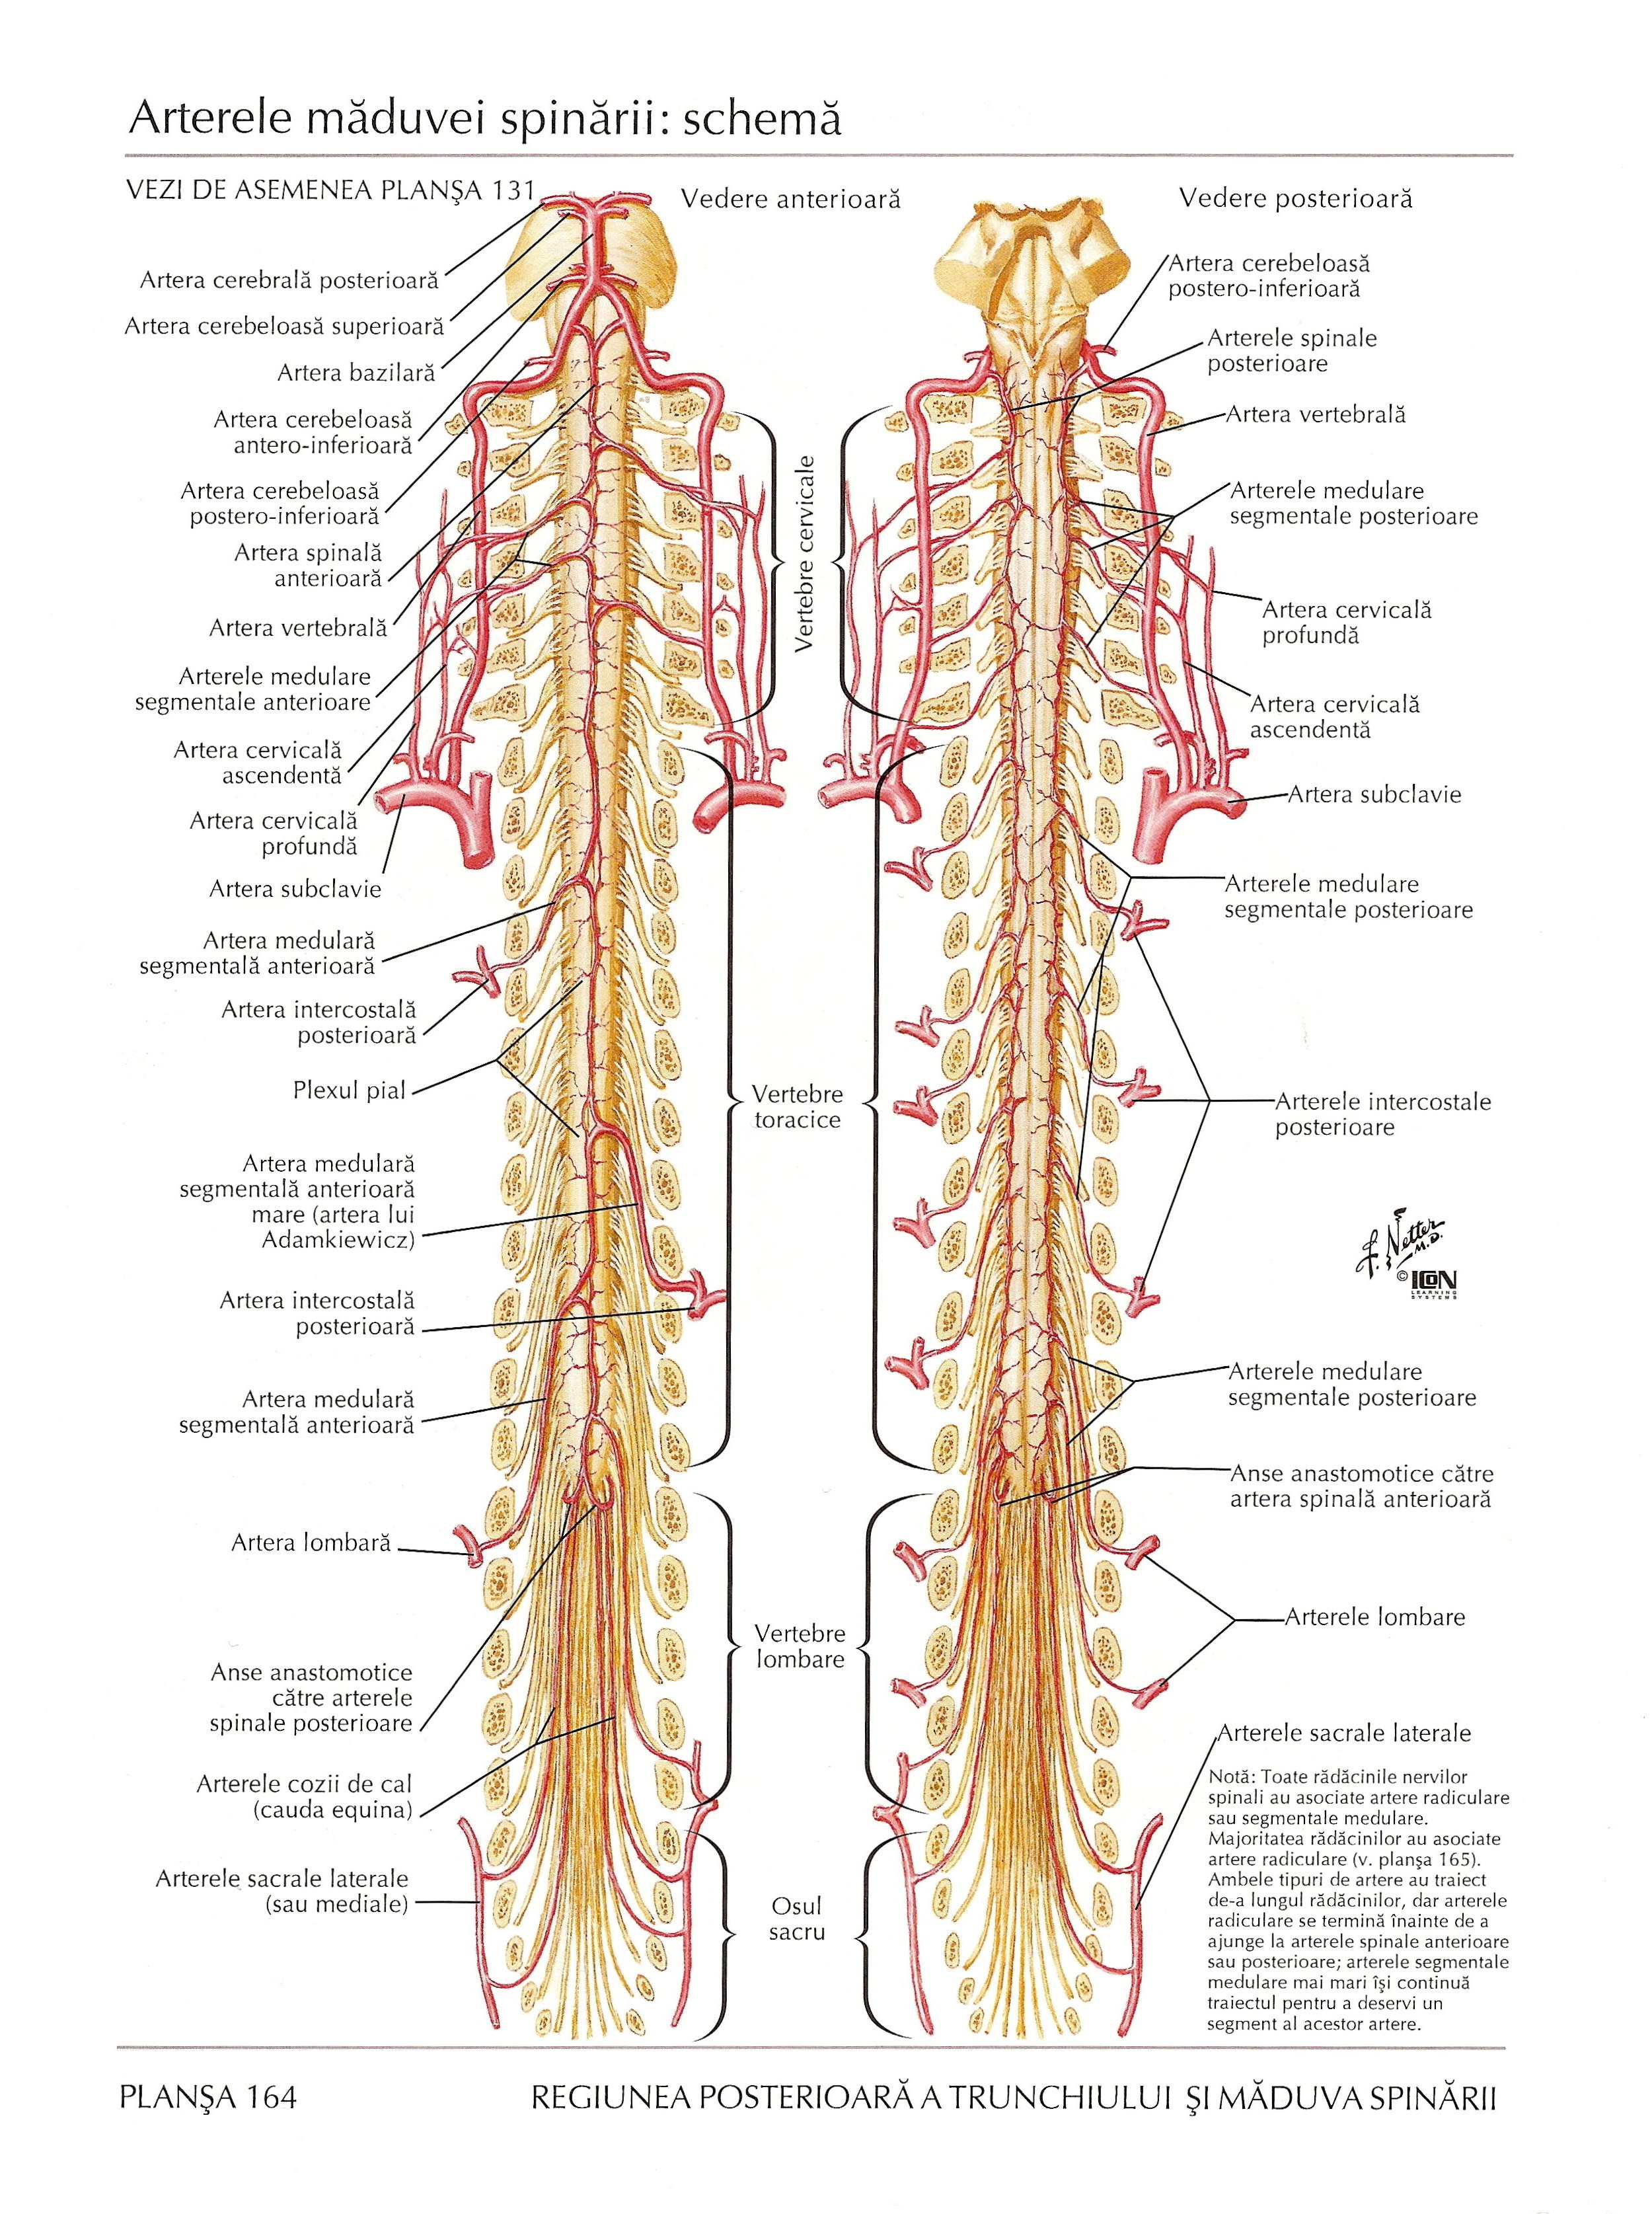 Arterele măduvei spinării: schemă
VEZI DE ASEMENEA PLANŞA 131
Vedere anterioară
Vedere posterioară
Artera cerebrală posterioară
Artera cerebeloasă superioară
Artera bazilară
Artera cerebeloasă
antero-inferioară
Artera cerebeloasă
postero-inferioară
Artera spinală
anterioară
Artera vertebrală
Arterele medulare
segmentale anterioare
Artera cervicală
ascendentă
Artera cervicală
profundă
Artera subclavie
Artera medulară
segmentală anterioară
Artera intercostală
posterioară
Plexul pial
Artera medulară
segmentală anterioară
mare (artera lui
Adamkiewicz)
Artera intercostală
posterioară
Artera medulară
segmentală anterioară
Artera lombară
Anse anastomotice
către arterele
spinale posterioare
Arterele cozii de cal
(cauda equina)
Arterele sacrale laterale
(sau mediale)
Vertebre cervicale
Vertebre
toracice
Vertebre
lombare
Osul
sacru
Artera cerebeloasă
postero-inferioară
Arterele spinale
posterioare
Artera vertebrală
Arterele medulare
segmentale posterioare
Artera cervicală
profundă
Artera cervicală
ascendentă
Artera subclavie
Arterele medulare
segmentale posterioare
Arterele intercostale
posterioare
F. Netter
M.D.
© ICON
LEARNING
SYSTEMS
Arterele medulare
segmentale posterioare
Anse anastomotice către
artera spinală anterioară
Arterele lombare
Arterele sacrale laterale
Notă: Toate rădăcinile nervilor
spinali au asociate artere radiculare
sau segmentale medulare.
Majoritatea rădăcinilor au asociate
artere radiculare (v. planşa 165).
Ambele tipuri de artere au traiect
de-a lungul rădăcinilor, dar arterele
radiculare se termină înainte de a
ajunge la arterele spinale anterioare
sau posterioare; arterele segmentale
medulare mai mari îşi continuă
traiectul pentru a deservi un
segment al acestor artere.
PLANŞA 164
REGIUNEA POSTERIOARĂ A TRUNCHIULUI ŞI MĂDUVA SPINĂRII